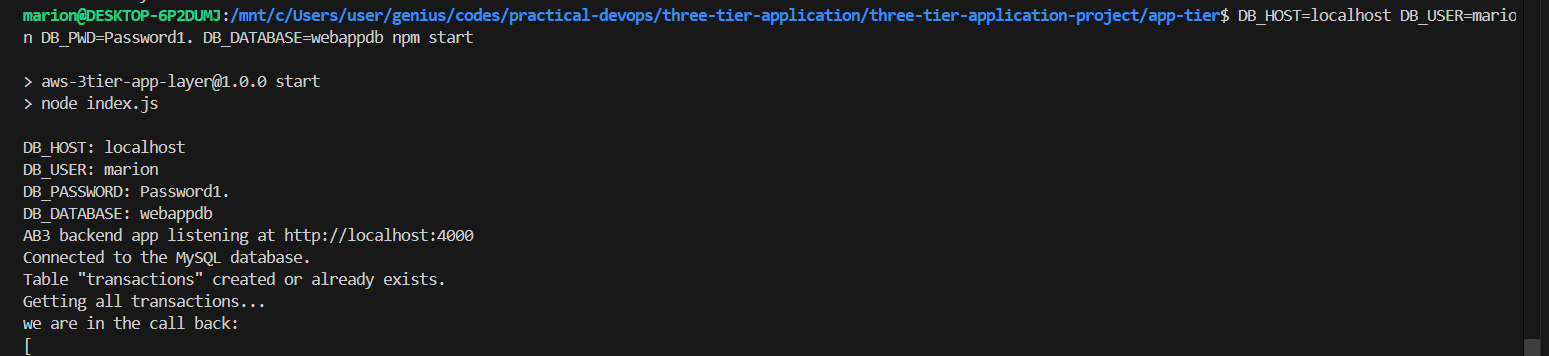 marion@DESKTOP-6P2DUMJ:/mnt/c/Users/user/genius/codes/practical-devops/three-tier-application/three-tier-application-project/app-tier$ DB_HOST=localhost DB_USER=mario
n DB_PWD=Password1. DB_DATABASE=webappdb npm start
> aws-3tier-app-layer@1.0.0 start
> node index.js
DB_HOST: localhost
DB_USER: marion
DB_PASSWORD: Password1.
DB_DATABASE: webappdb
AB3 backend app listening at http://localhost:4000
Connected to the MySQL database.
Table "transactions" created or already exists.
Getting all transactions...
we are in the call back:
[